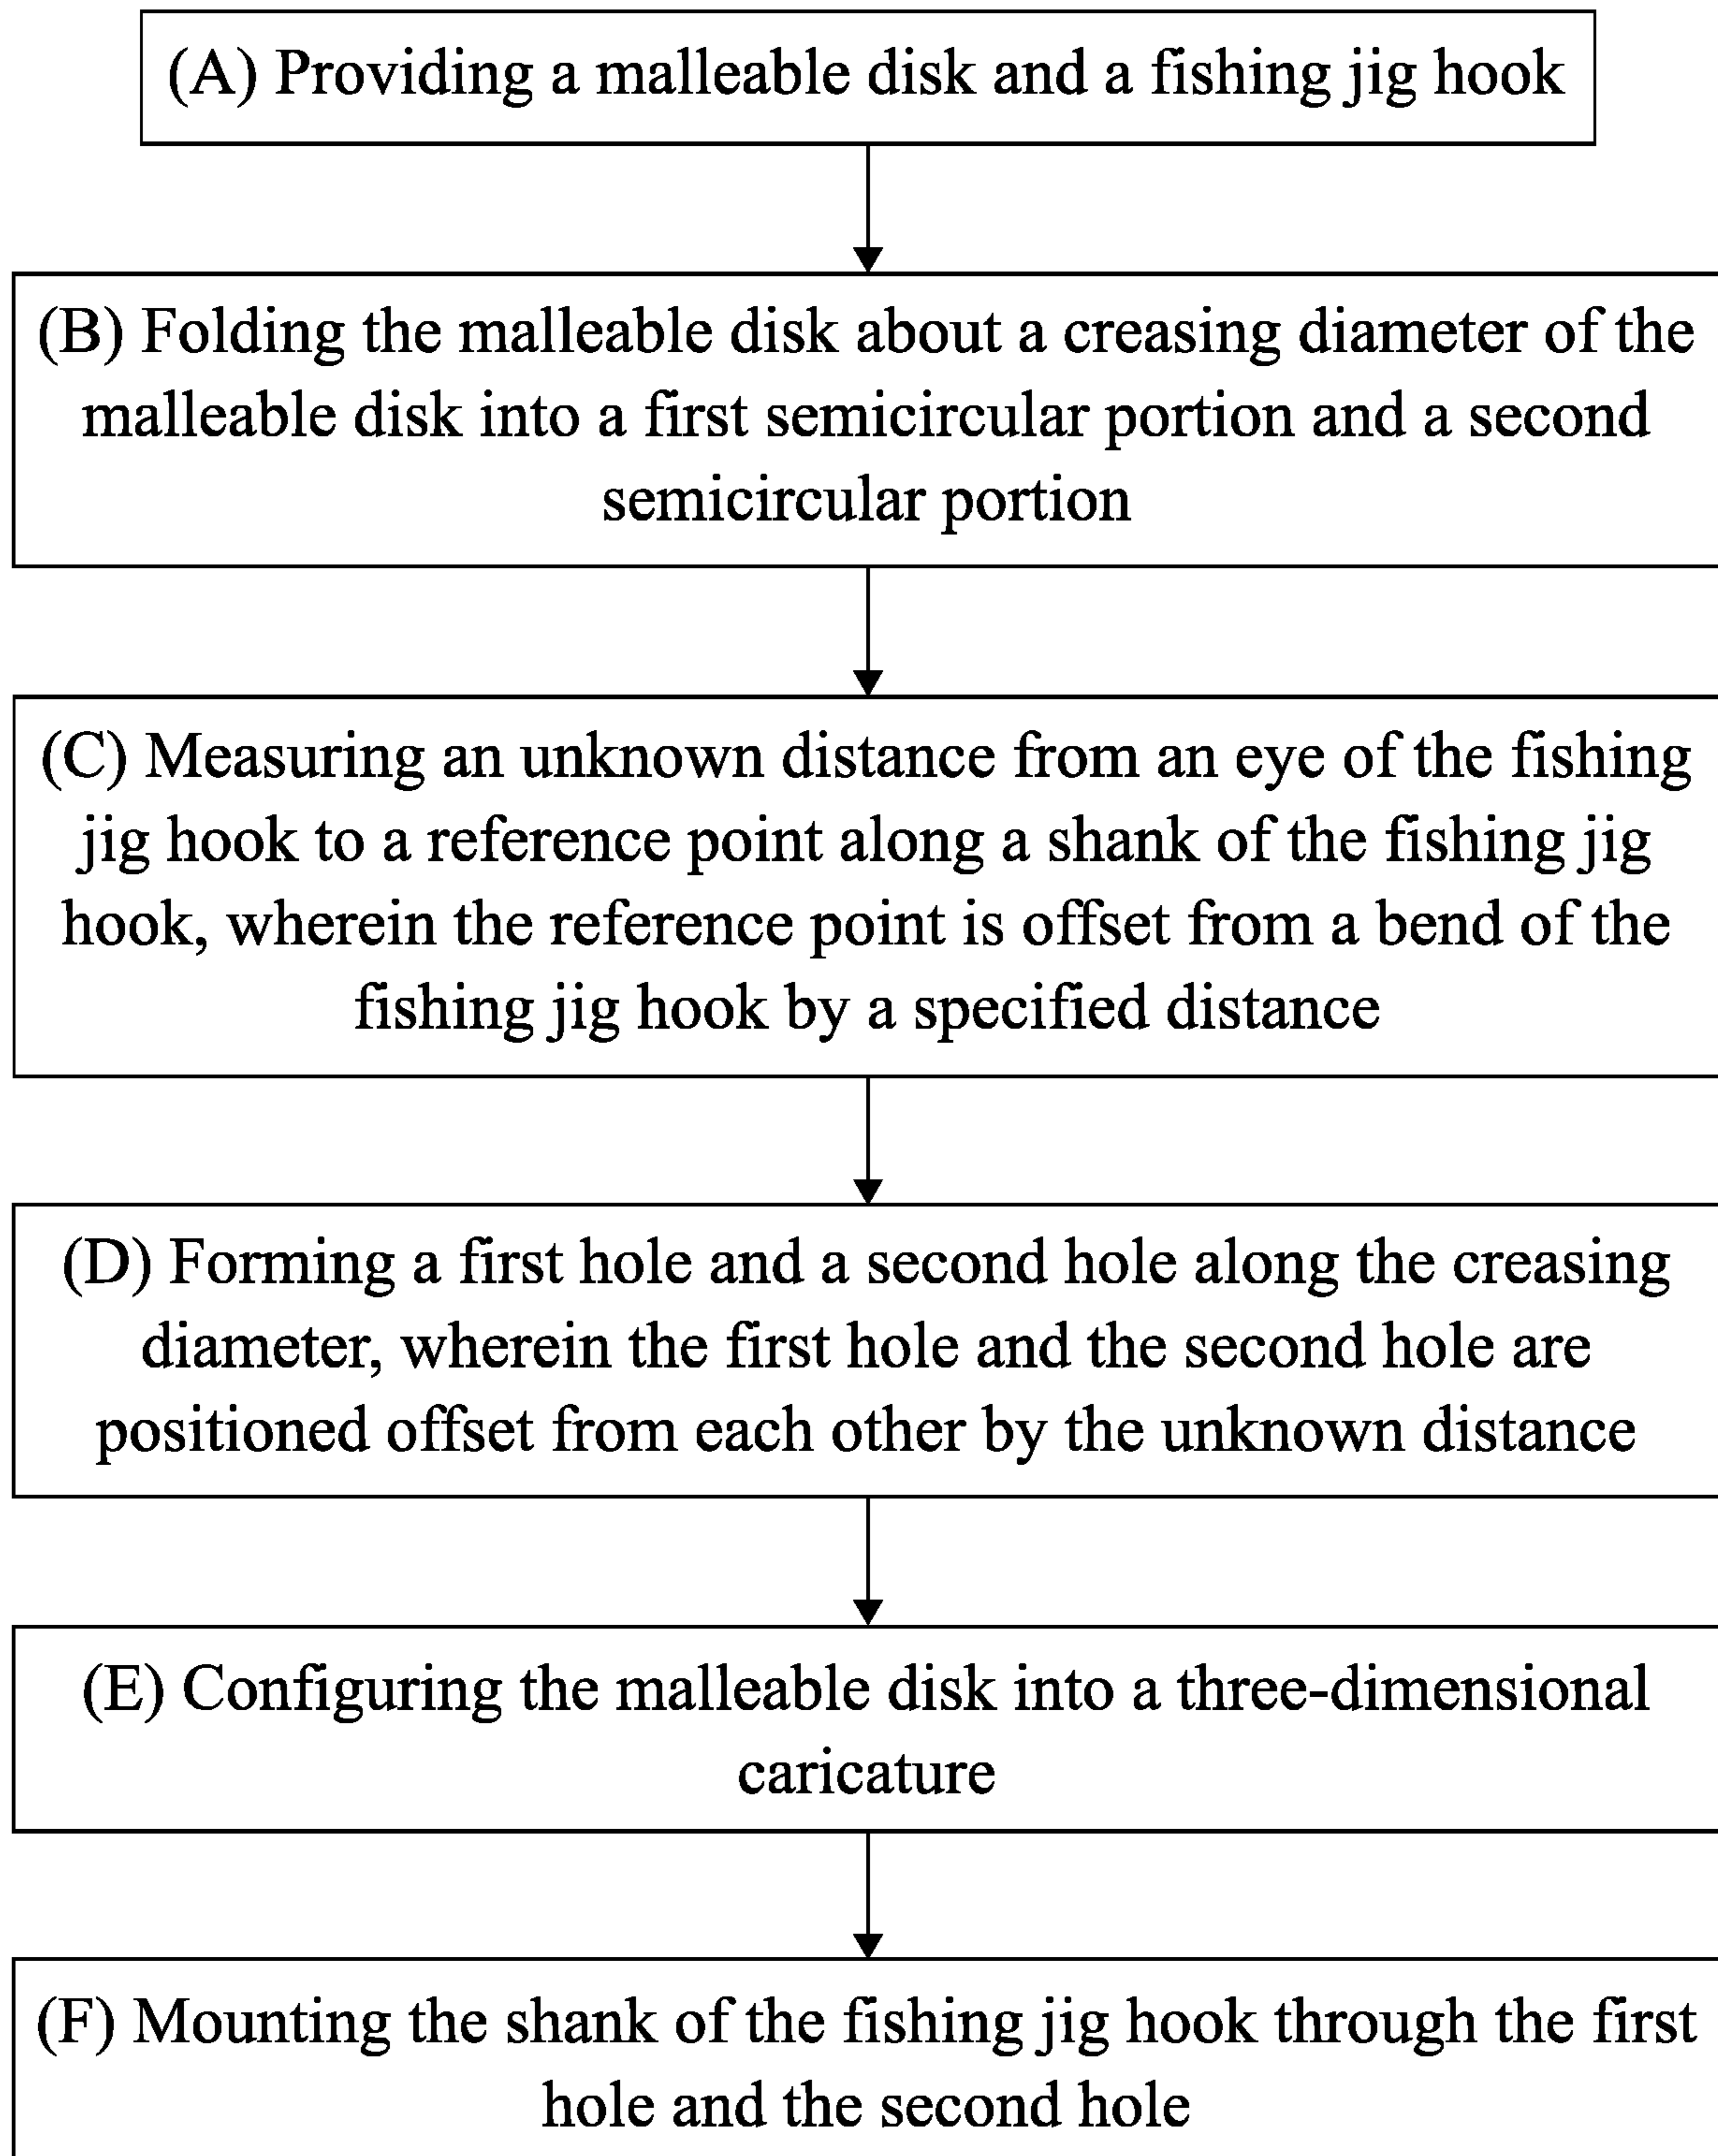 (A) Providing a malleable disk and a fishing jig hook
(B) Folding the malleable disk about a creasing diameter of the
malleable disk into a first semicircular portion and a second
semicircular portion
(C) Measuring an unknown distance from an eye of the fishing
jig hook to a reference point along a shank of the fishing jig
hook, wherein the reference point is offset from a bend of the
fishing jig hook by a specified distance
(D) Forming a first hole and a second hole along the creasing
diameter, wherein the first hole and the second hole are
positioned offset from each other by the unknown distance
(E) Configuring the malleable disk into a three-dimensional
caricature
(F) Mounting the shank of the fishing jig hook through the first
hole and the second hole